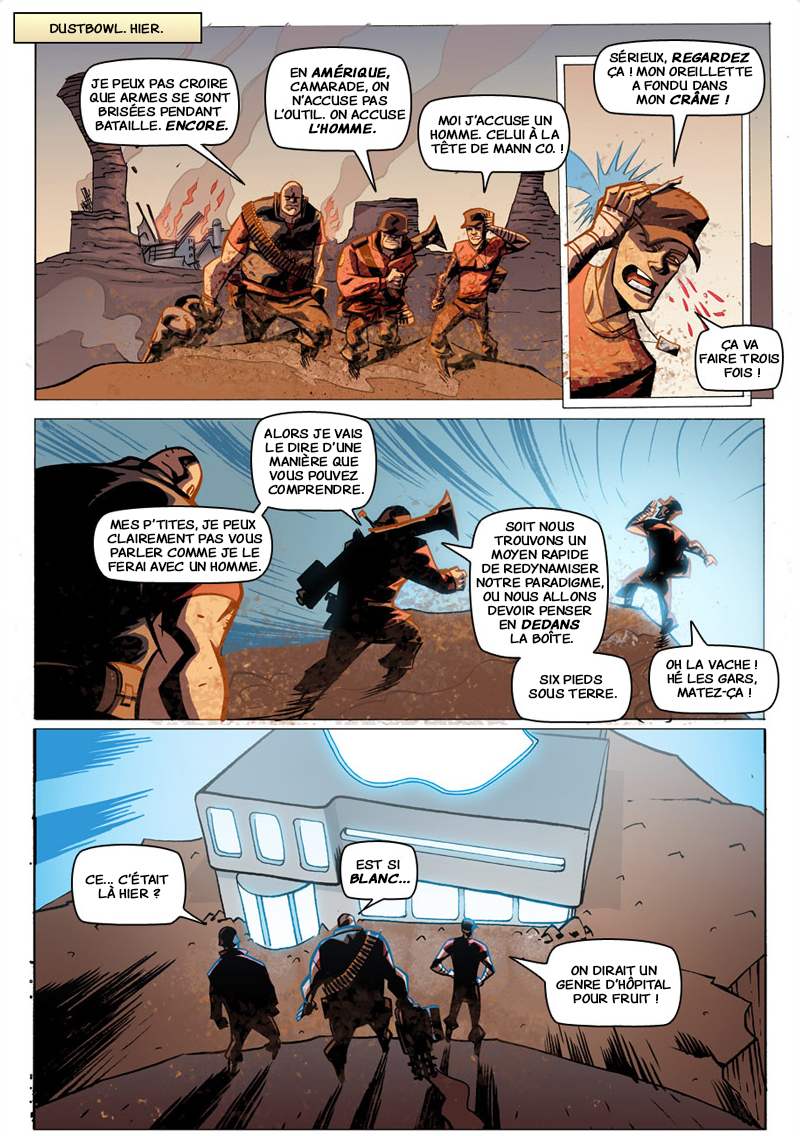 DUSTBOWL. HIER.
JE PEUX PAS CROIRE
QUE ARMES SE SONT
BRISÉES PENDANT
BATAILLE. ENCORE.
EN AMÉRIQUE,
CAMARADE, ON
N'ACCUSE PAS
L'OUTIL. ON ACCUSE
L'HOMME.
MOI J'ACCUSE UN
HOMME. CELUI À LA
TÊTE DE MANN CO. !
SÉRIEUX, REGARDEZ
ÇA ! MON OREILLETTE
A FONDU DANS
MON CRÂNE !
ÇA VA
FAIRE TROIS
FOIS !
ALORS JE VAIS
LE DIRE D'UNE
MANIÈRE QUE
VOUS POUVEZ
COMPRENDRE.
MES P'TITES, JE PEUX
CLAIREMENT PAS VOUS
PARLER COMME JE LE
FERAI AVEC UN HOMME.
SOIT NOUS
TROUVONS UN
MOYEN RAPIDE
DE REDYNAMISER
NOTRE PARADIGME,
OU NOUS ALLONS
DEVOIR PENSER
EN DEDANS
LA BOÎTE.
SIX PIEDS
SOUS TERRE.
OH LA VACHE !
HÉ LES GARS,
MATEZ-ÇA !
CE... C'ÉTAIT
LÀ HIER ?
EST SI
BLANC...
ON DIRAIT UN
GENRE D'HÔPITAL
POUR FRUIT !